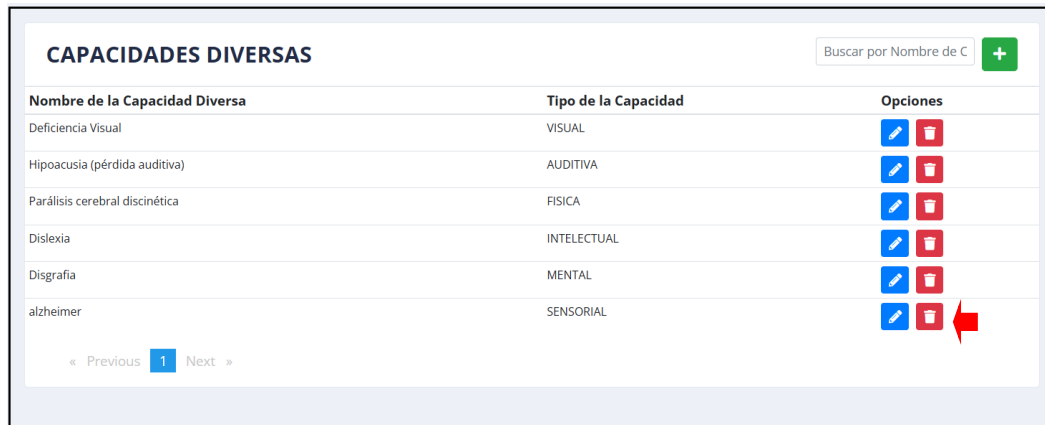 CAPACIDADES DIVERSAS
Buscar por Nombre de C
+
Nombre de la Capacidad Diversa Tipo de la Capacidad Opciones
Deficiencia Visual VISUAL
Hipoacusia (pérdida auditiva) AUDITIVA
Parálisis cerebral discinética FISICA
Dislexia INTELECTUAL
Disgrafia MENTAL
alzheimer SENSORIAL
« Previous 1 Next »